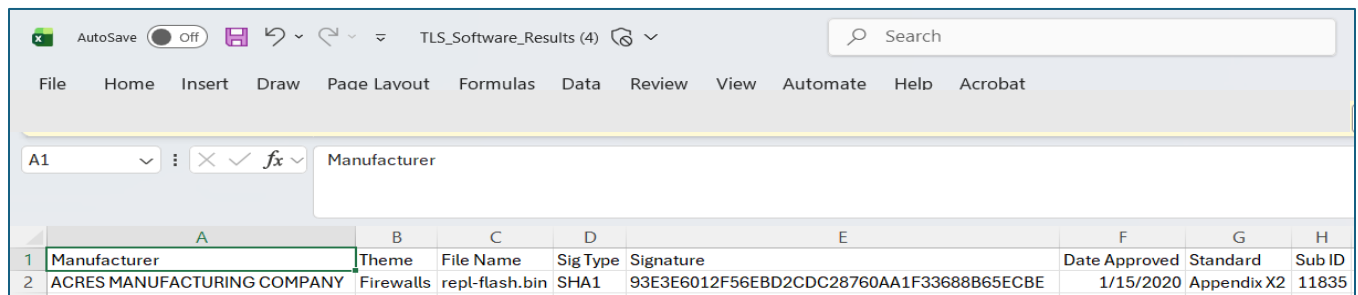 AutoSave Off TLS_Software_Results (4) Search
File Home Insert Draw Page Layout Formulas Data Review View Automate Help Acrobat
A1 fx Manufacturer
A B C D E F G H
1 Manufacturer Theme File Name Sig Type Signature Date Approved Standard Sub ID
2 ACRES MANUFACTURING COMPANY Firewalls repl-flash.bin SHA1 93E3E6012F56EBD2CDC28760AA1F33688B65ECBE 1/15/2020 Appendix X2 11835